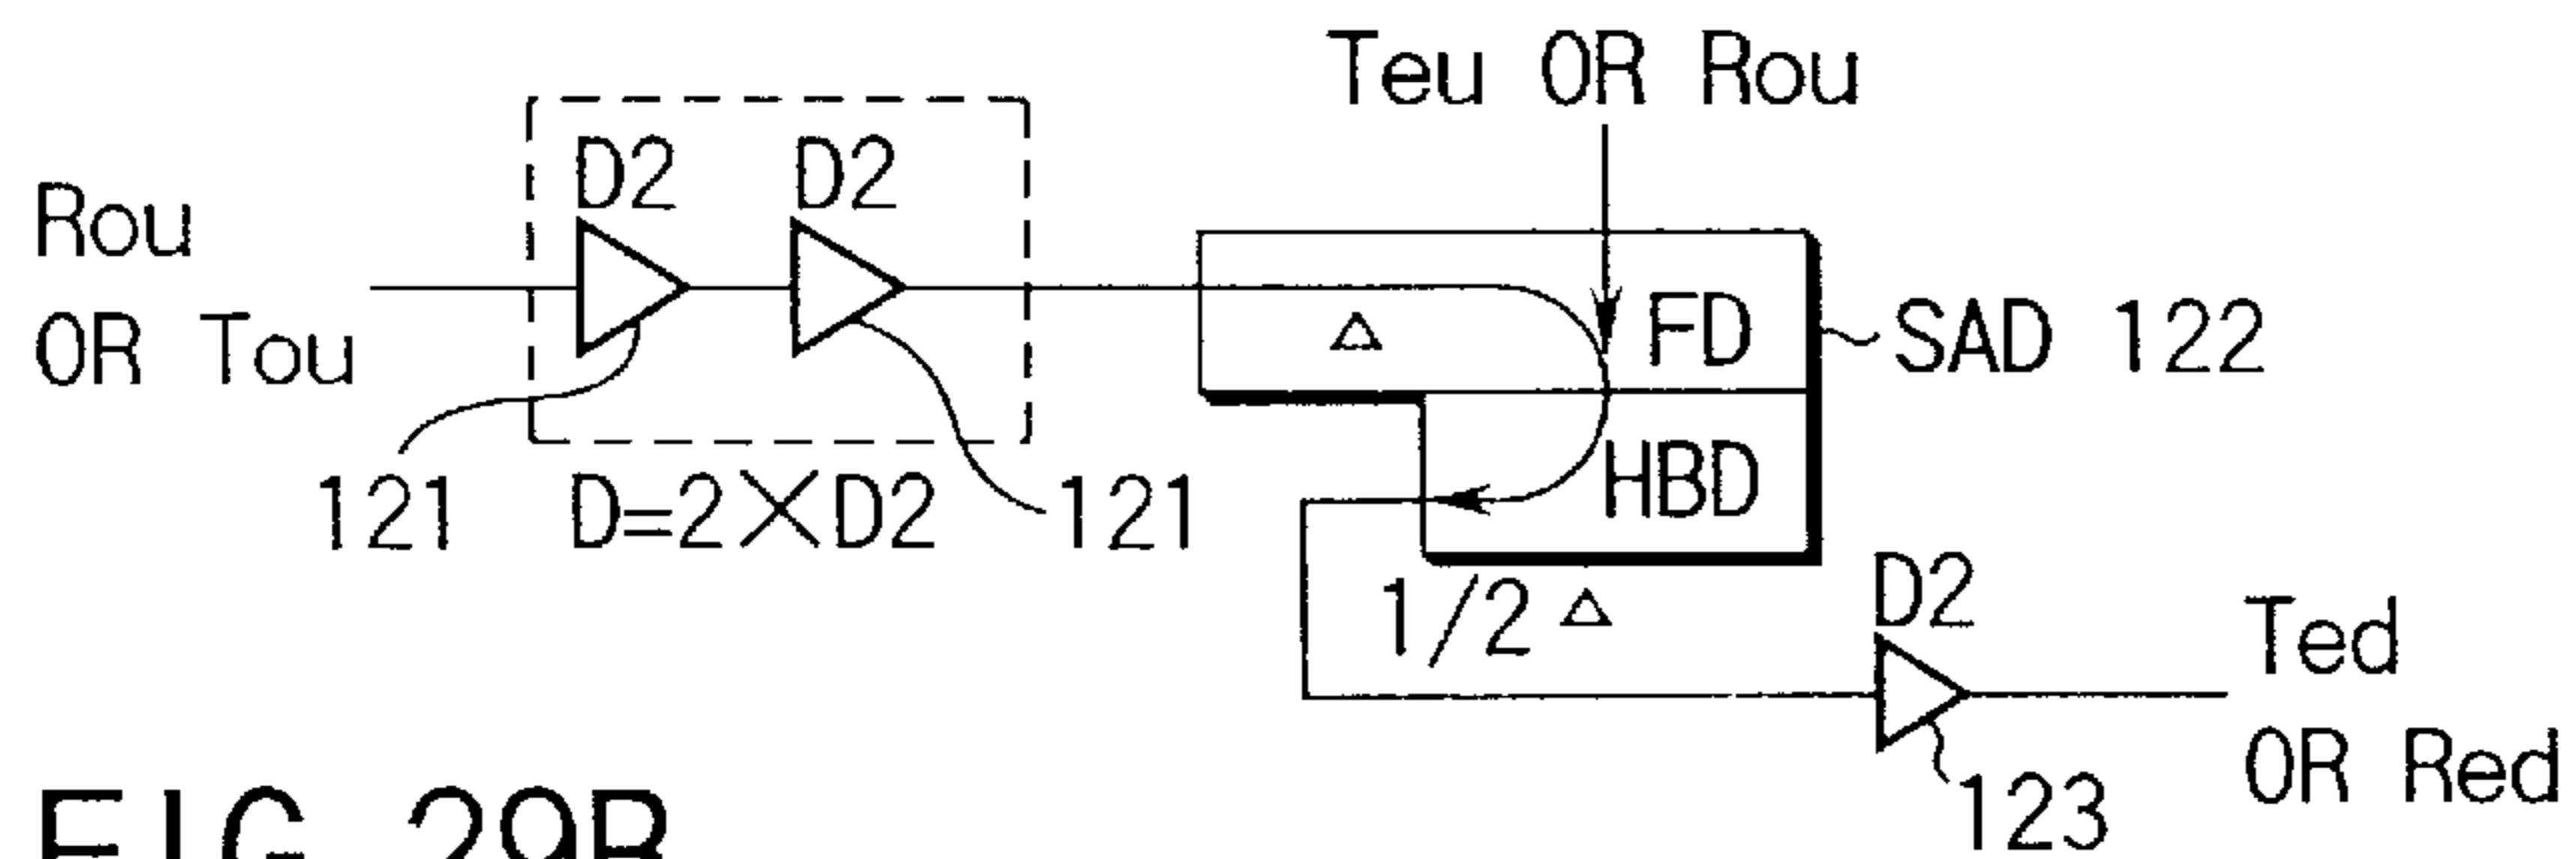 Teu OR Rou
D2 D2
Rou
OR Tou
△ FD
SAD 122
HBD
121 D=2×D2 121
1/2 △
D2
Ted
OR Red
123
FIG. 29B